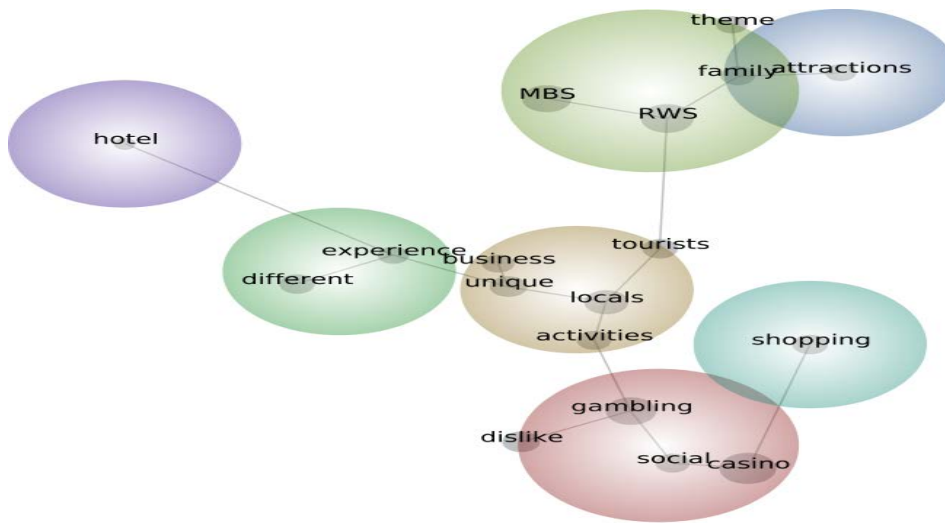 theme
family
attractions
MBS
RWS
hotel
tourists
experience
business
different
unique
locals
activities
shopping
gambling
dislike
social
casino